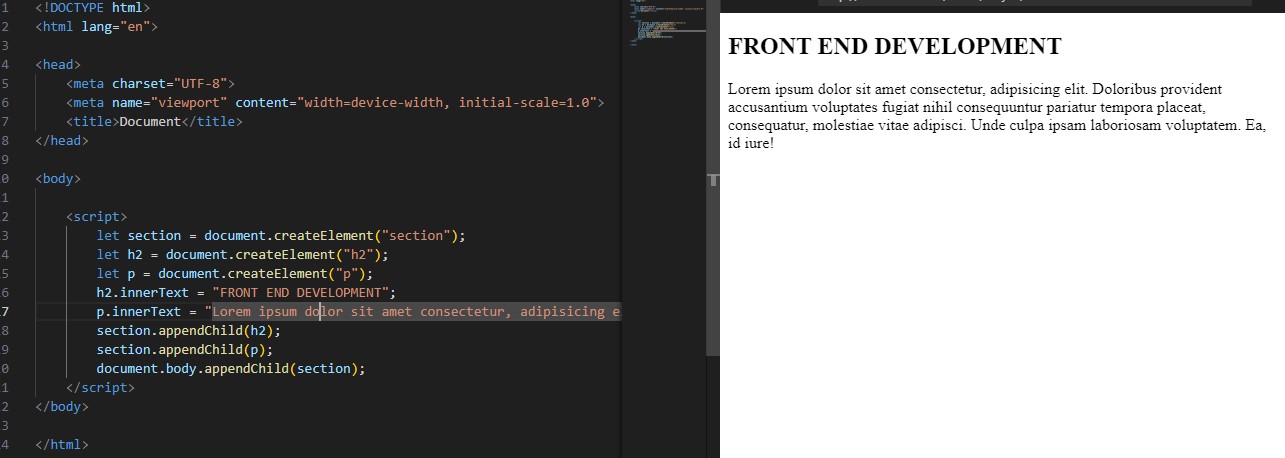 1 <!DOCTYPE html>
2 <html lang="en">
3
4 <head>
5 <meta charset="UTF-8">
6 <meta name="viewport" content="width=device-width, initial-scale=1.0">
7 <title>Document</title>
8 </head>
9
0 <body>
1
2 <script>
3 let section = document.createElement("section");
4 let h2 = document.createElement("h2");
5 let p = document.createElement("p");
6 h2.innerText = "FRONT END DEVELOPMENT";
7 p.innerText = "Lorem ipsum dolor sit amet consectetur, adipisicing e
8 section.appendChild(h2);
9 section.appendChild(p);
0 document.body.appendChild(section);
1 </script>
2 </body>
3
4 </html>
FRONT END DEVELOPMENT
Lorem ipsum dolor sit amet consectetur, adipisicing elit. Doloribus provident
accusantium voluptates fugiat nihil consequuntur pariatur tempora placeat,
consequatur, molestiae vitae adipisci. Unde culpa ipsam laboriosam voluptatem. Ea,
id iure!